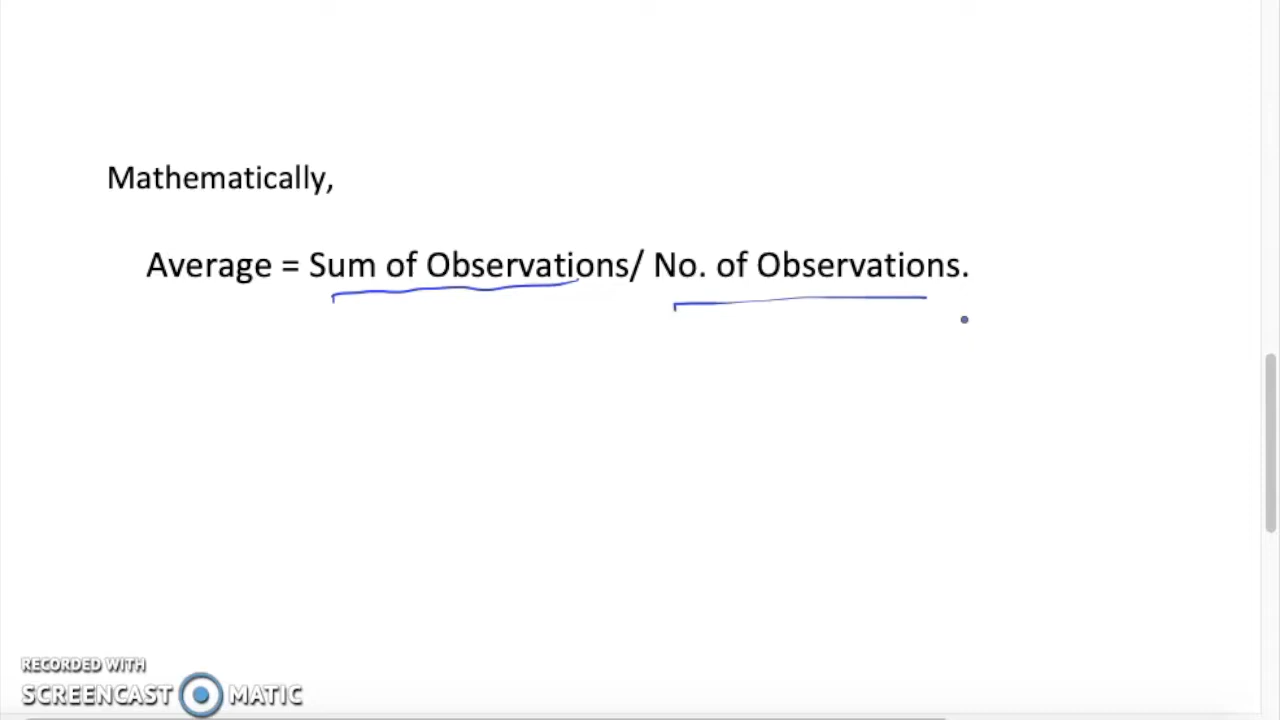 Mathematically,
Average = Sum of Observations/ No. of Observations.
RECORDED WITH
SCREENCAST MATIC